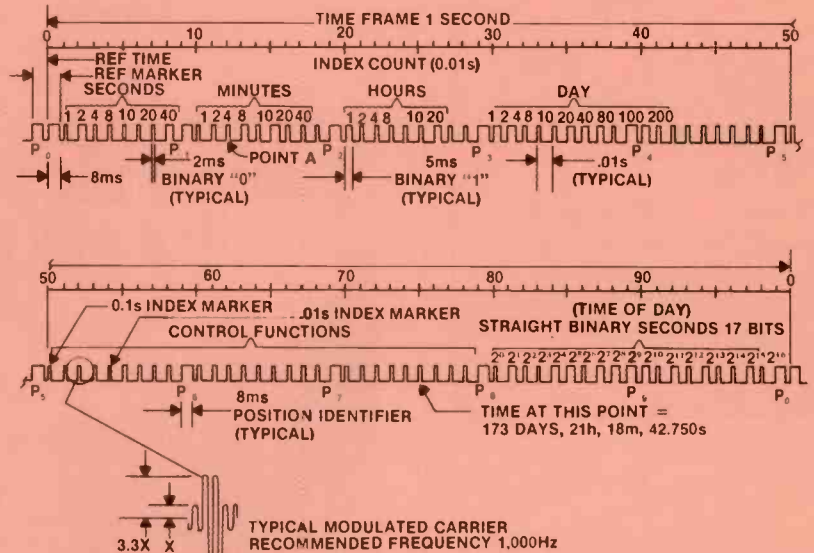 TIME FRAME 1 SECOND
0 10 20 30 40 50
REF TIME
INDEX COUNT (0.01s)
REF MARKER
SECONDS MINUTES HOURS DAY
1 2 4 8 10 20 40 1 2 4 8 10 20 40 1 2 4 8 10 20 1 2 4 8 10 20 40 80 100 200
P0 P1 P2 P3 P4 P5
POINT A
2ms 5ms .01s
8ms BINARY "0" BINARY "1" (TYPICAL)
(TYPICAL) (TYPICAL)
50 60 70 80 90 0
0.1s INDEX MARKER .01s INDEX MARKER (TIME OF DAY)
CONTROL FUNCTIONS STRAIGHT BINARY SECONDS 17 BITS
P5 P6 P7 P8 P9 P0
8ms
POSITION IDENTIFIER
(TYPICAL)
TIME AT THIS POINT =
173 DAYS, 21h, 18m, 42.750s
TYPICAL MODULATED CARRIER
3.3X X RECOMMENDED FREQUENCY 1,000Hz